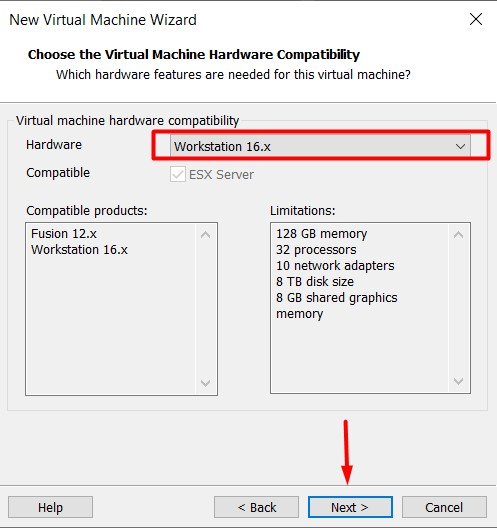 New Virtual Machine Wizard
Choose the Virtual Machine Hardware Compatibility
Which hardware features are needed for this virtual machine?
Virtual machine hardware compatibility
Hardware
Workstation 16.x
Compatible
ESX Server
Compatible products:
Fusion 12.x
Workstation 16.x
Limitations:
128 GB memory
32 processors
10 network adapters
8 TB disk size
8 GB shared graphics
memory
Help
< Back
Next >
Cancel